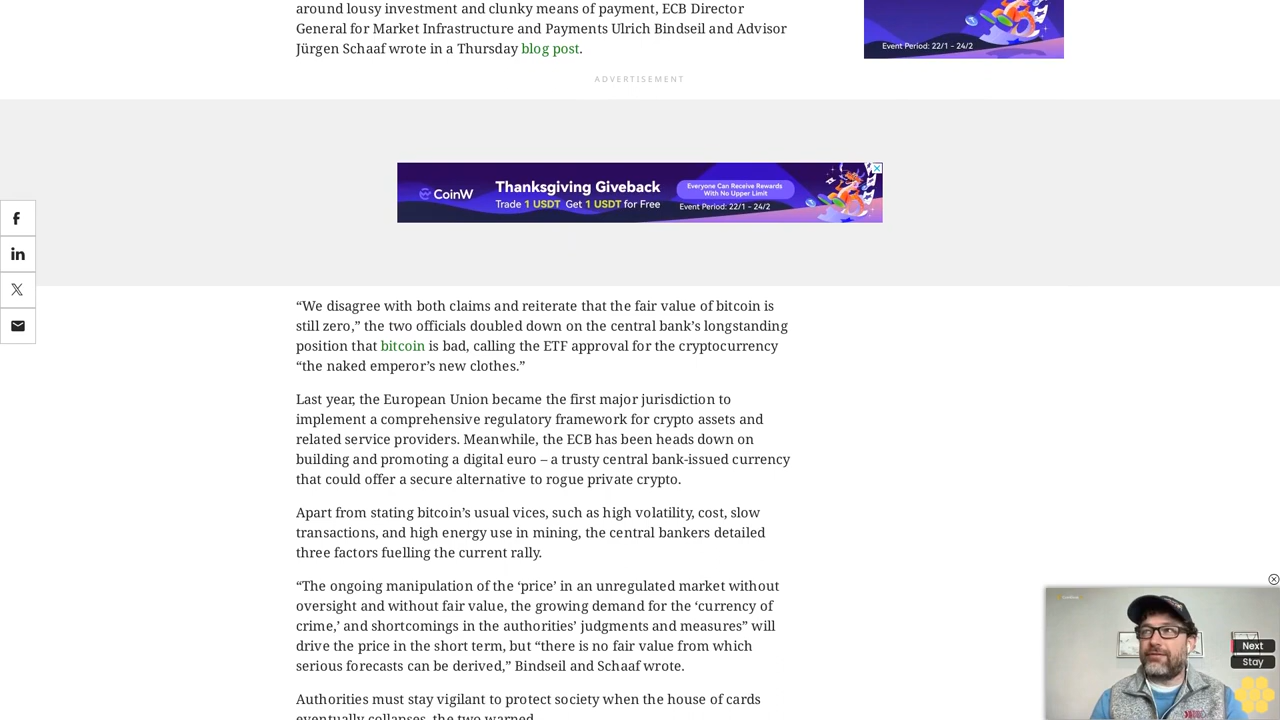 around lousy investment and clunky means of payment, ECB Director
General for Market Infrastructure and Payments Ulrich Bindseil and Advisor
Jürgen Schaaf wrote in a Thursday blog post.
Event Period: 22/1 - 24/2
ADVERTISEMENT
CoinW
Thanksgiving Giveback
Trade 1 USDT Get 1 USDT for Free
Everyone Can Receive Rewards
With No Upper Limit
Event Period: 22/1 - 24/2
“We disagree with both claims and reiterate that the fair value of bitcoin is
still zero,” the two officials doubled down on the central bank’s longstanding
position that bitcoin is bad, calling the ETF approval for the cryptocurrency
“the naked emperor’s new clothes.”
Last year, the European Union became the first major jurisdiction to
implement a comprehensive regulatory framework for crypto assets and
related service providers. Meanwhile, the ECB has been heads down on
building and promoting a digital euro – a trusty central bank-issued currency
that could offer a secure alternative to rogue private crypto.
Apart from stating bitcoin’s usual vices, such as high volatility, cost, slow
transactions, and high energy use in mining, the central bankers detailed
three factors fuelling the current rally.
“The ongoing manipulation of the ‘price’ in an unregulated market without
oversight and without fair value, the growing demand for the ‘currency of
crime,’ and shortcomings in the authorities’ judgments and measures” will
drive the price in the short term, but “there is no fair value from which
serious forecasts can be derived,” Bindseil and Schaaf wrote.
Authorities must stay vigilant to protect society when the house of cards
eventually collapses, the two warned.
Next
Stay